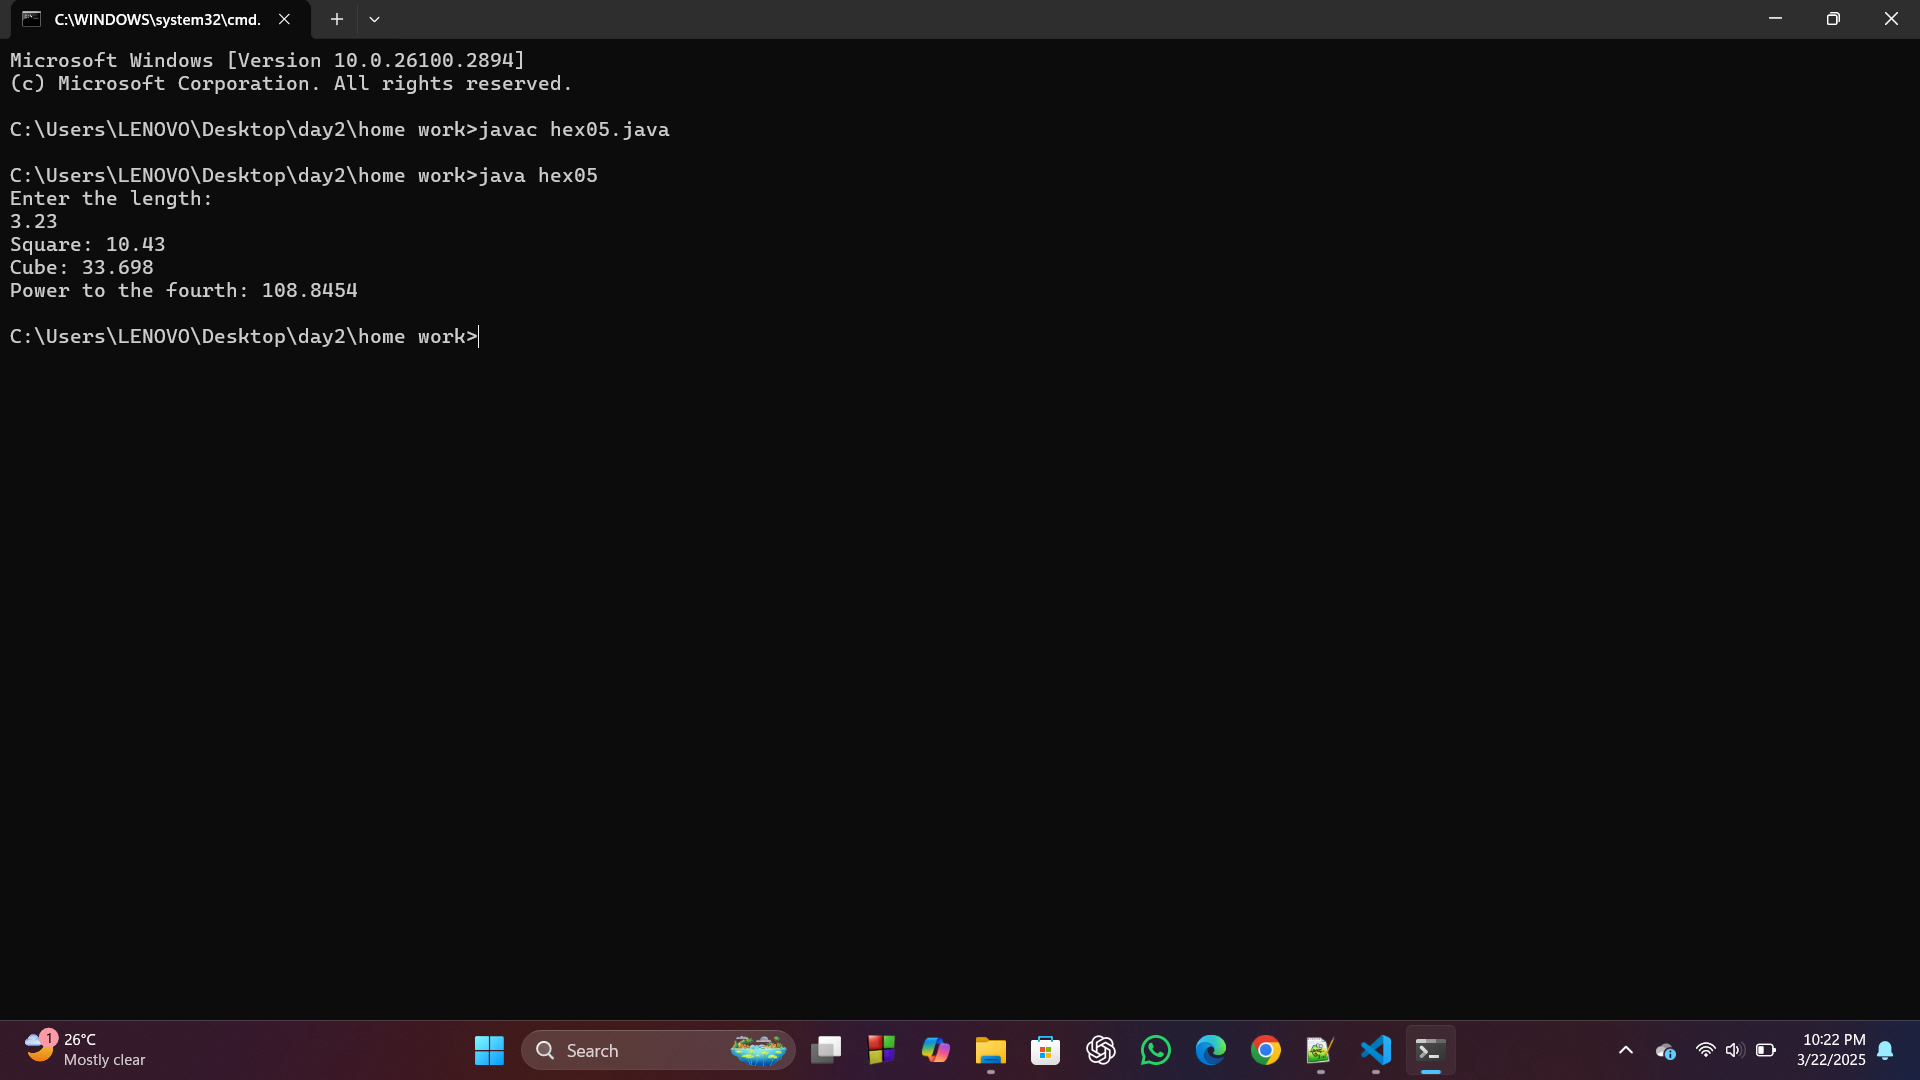 C:\WINDOWS\system32\cmd.
Microsoft Windows [Version 10.0.26100.2894]
(c) Microsoft Corporation. All rights reserved.
C:\Users\LENOVO\Desktop\day2\home work>javac hex05.java
C:\Users\LENOVO\Desktop\day2\home work>java hex05
Enter the length:
3.23
Square: 10.43
Cube: 33.698
Power to the fourth: 108.8454
C:\Users\LENOVO\Desktop\day2\home work>
1
26°C
Mostly clear
Search
10:22 PM
3/22/2025